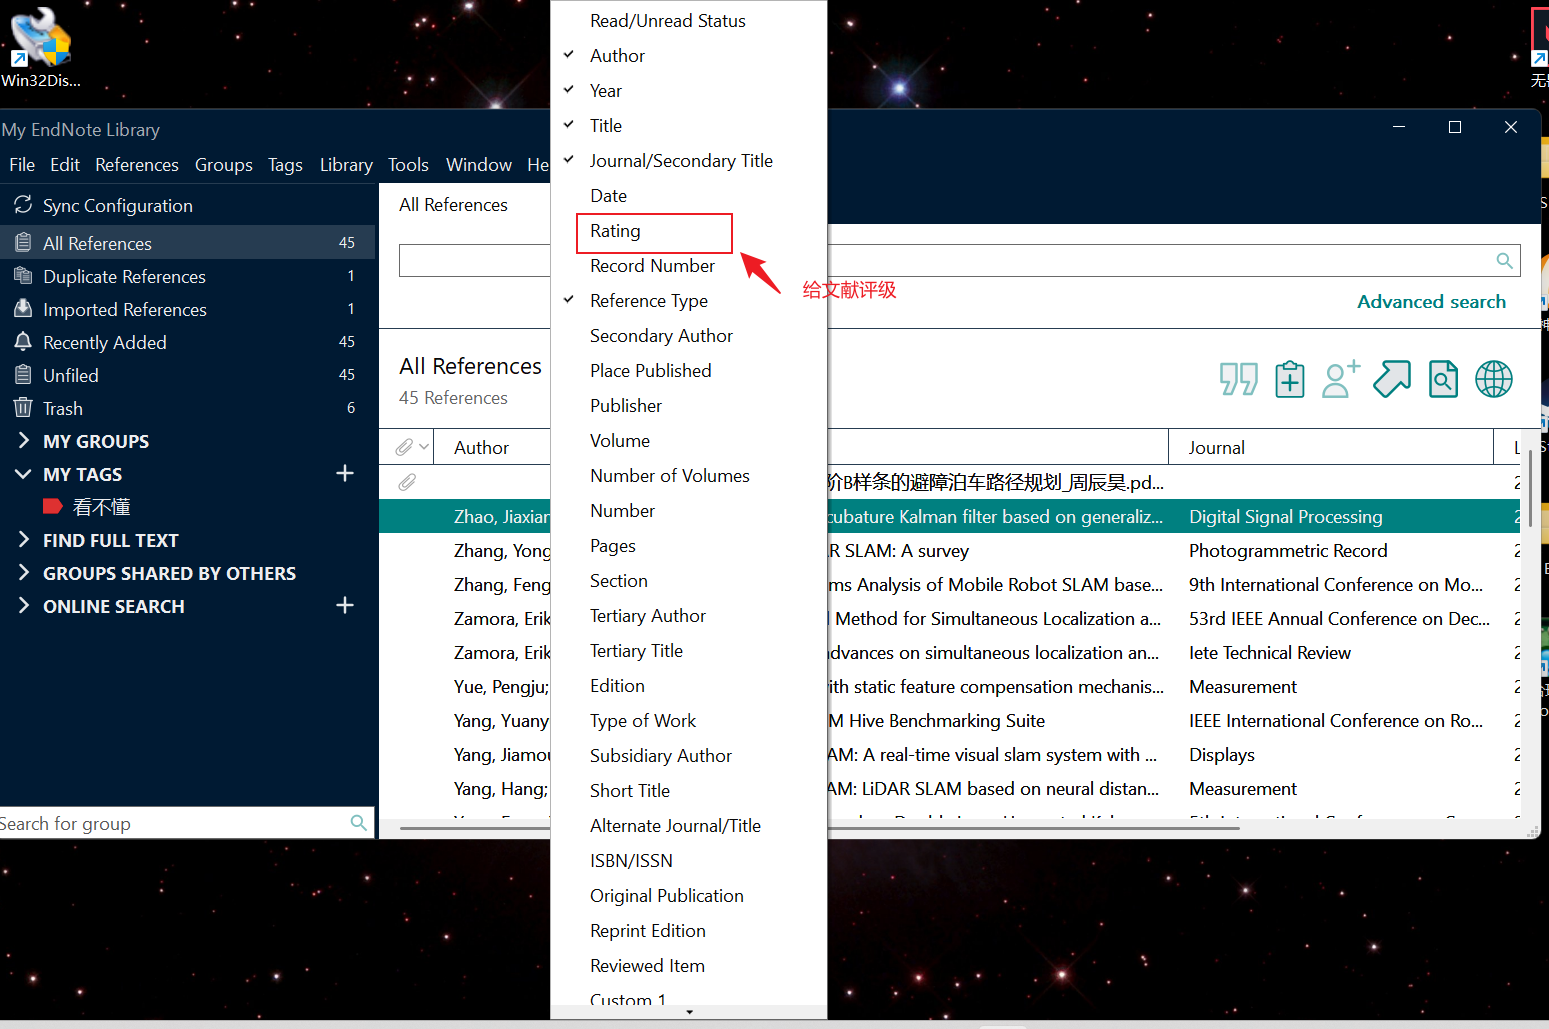 Win32Dis...
My EndNote Library
File Edit References Groups Tags Library Tools Window He
Sync Configuration
All References 45
Duplicate References 1
Imported References 1
Recently Added 45
Unfiled 45
Trash 6
MY GROUPS
MY TAGS
看不懂
FIND FULL TEXT
GROUPS SHARED BY OTHERS
ONLINE SEARCH
Search for group
Read/Unread Status
Author
Year
Title
Journal/Secondary Title
Date
Rating
Record Number
Reference Type
Secondary Author
Place Published
Publisher
Volume
Number of Volumes
Number
Pages
Section
Tertiary Author
Tertiary Title
Edition
Type of Work
Subsidiary Author
Short Title
Alternate Journal/Title
ISBN/ISSN
Original Publication
Reprint Edition
Reviewed Item
Custom 1
给文献评级
All References
Advanced search
All References
45 References
Author Journal
阶B样条的避障泊车路径规划_周辰昊.pd...
Zhao, Jiaxian cubature Kalman filter based on generaliz... Digital Signal Processing
Zhang, Yong AR SLAM: A survey Photogrammetric Record
Zhang, Feng ms Analysis of Mobile Robot SLAM base... 9th International Conference on Mo...
Zamora, Erik l Method for Simultaneous Localization a... 53rd IEEE Annual Conference on Dec...
Zamora, Erik advances on simultaneous localization an... Iete Technical Review
Yue, Pengju; ith static feature compensation mechanis... Measurement
Yang, Yuany M Hive Benchmarking Suite IEEE International Conference on Ro...
Yang, Jiamou AM: A real-time visual slam system with ... Displays
Yang, Hang; AM: LiDAR SLAM based on neural distan... Measurement